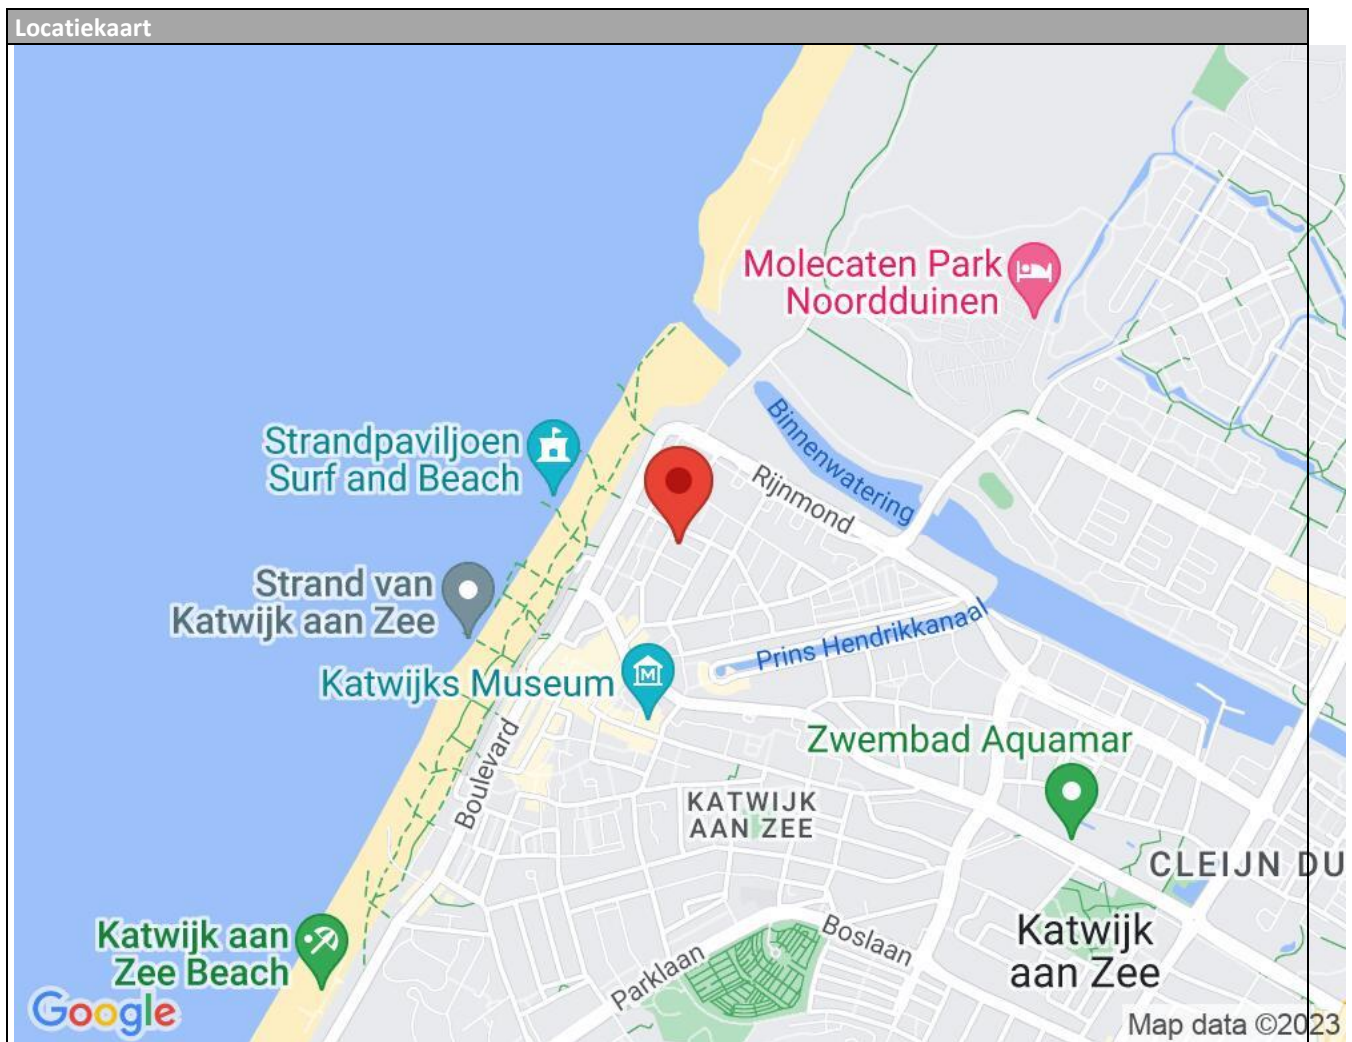 Locatiekaart
Molecaten Park
Noordduinen
Binnenwatering
Strandpaviljoen
Surf and Beach
Rijnmond
Strand van
Katwijk aan Zee
Prins Hendrikkanaal
Katwijks Museum
M
Zwembad Aquamar
Boulevard
KATWIJK
AAN ZEE
CLEIJN DU
Katwijk aan
Zee Beach
Boslaan
Katwijk
aan Zee
Parklaan
Google
Map data ©2023